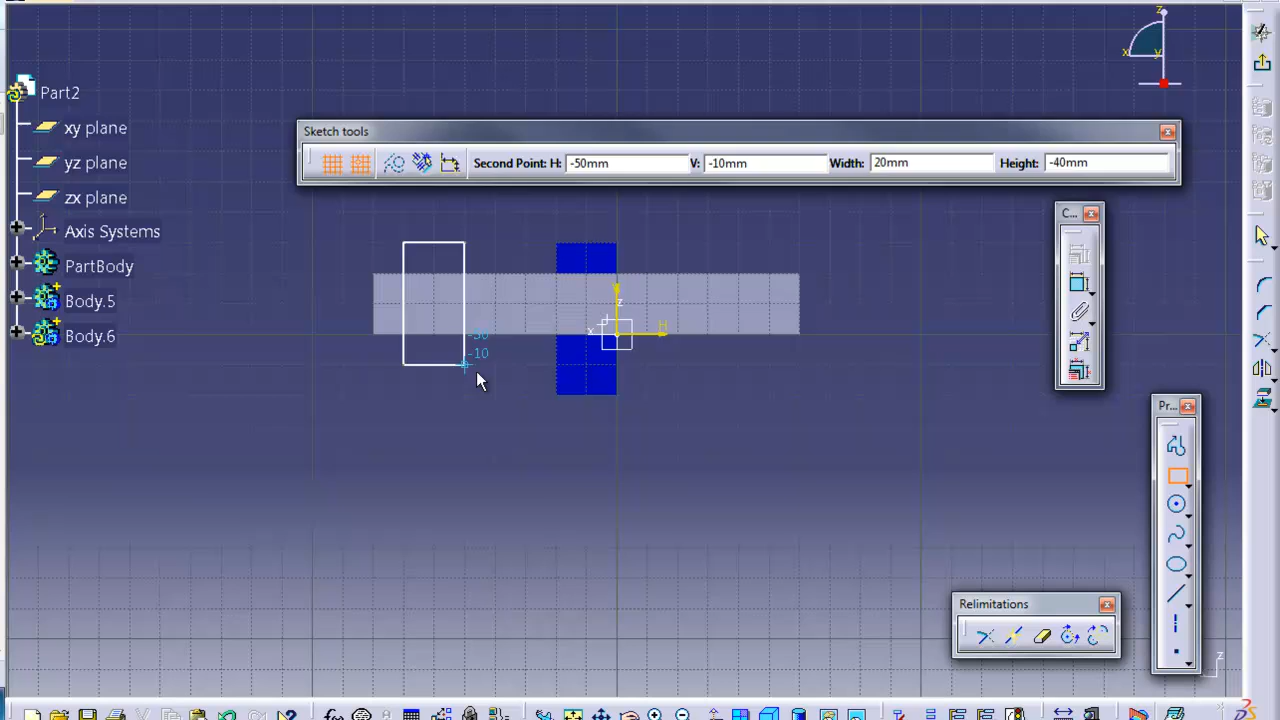 z
x
y
Part2
Sketch tools
xy plane
Second Point: H: -50mm V: -10mm Width: 20mm Height: -40mm
yz plane
zx plane
C...
Axis Systems
PartBody
Body.5
z
x
H
Body.6
-50
-10
Pr...
Relimitations
z